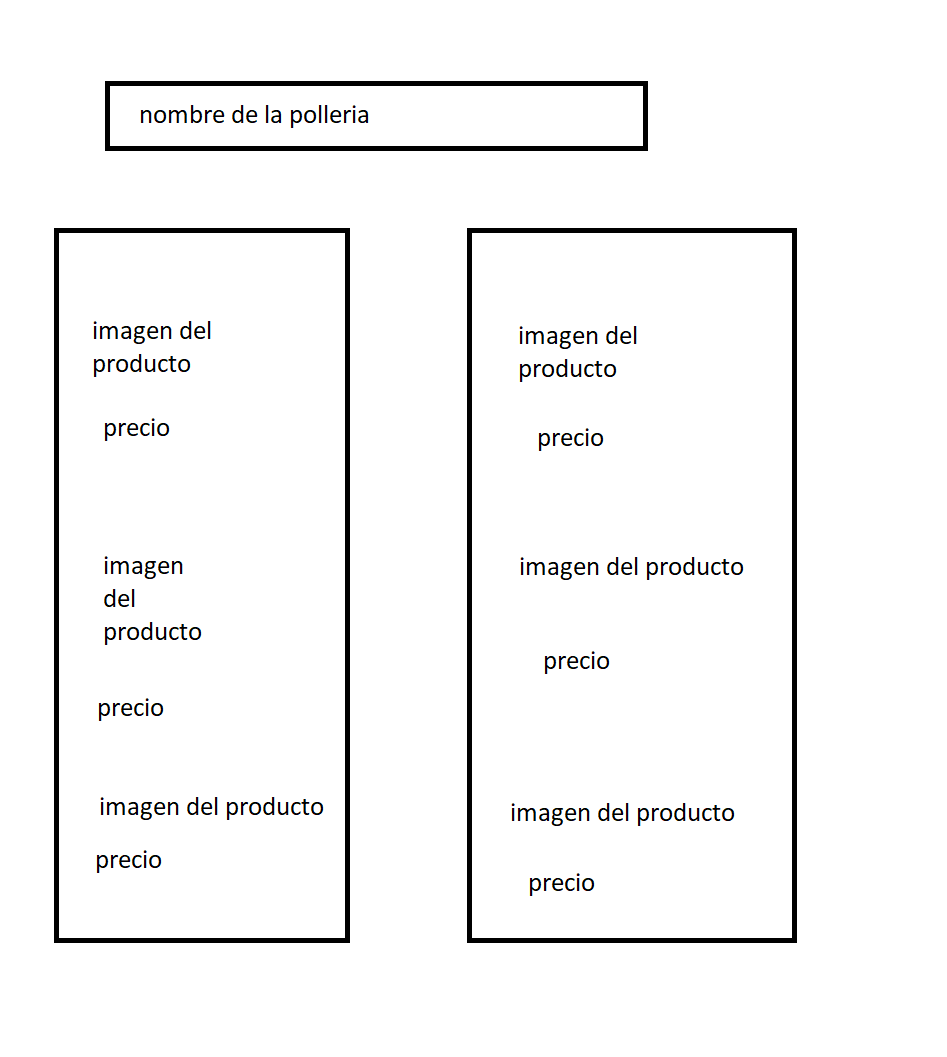 nombre de la polleria
imagen del
producto
precio
imagen
del
producto
precio
imagen del producto
precio
imagen del
producto
precio
imagen del producto
precio
imagen del producto
precio